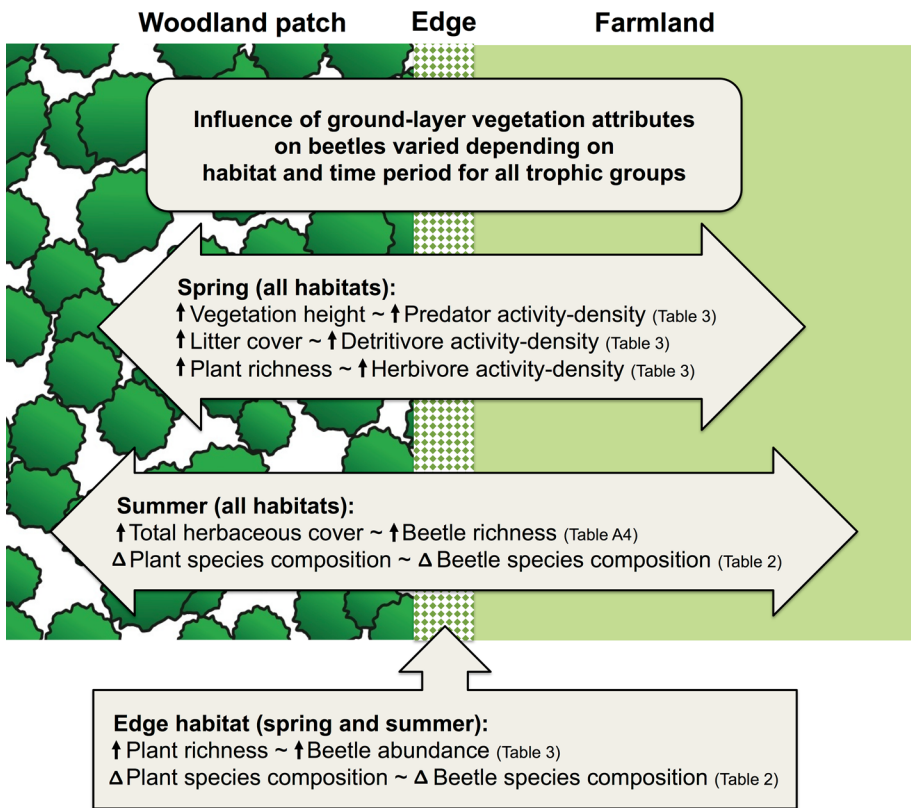 Woodland patch Edge Farmland
Influence of ground-layer vegetation attributes
on beetles varied depending on
habitat and time period for all trophic groups
Spring (all habitats):
↑ Vegetation height ~ ↑ Predator activity-density (Table 3)
↑ Litter cover ~ ↑ Detritivore activity-density (Table 3)
↑ Plant richness ~ ↑ Herbivore activity-density (Table 3)
Summer (all habitats):
↑ Total herbaceous cover ~ ↑ Beetle richness (Table A4)
Δ Plant species composition ~ Δ Beetle species composition (Table 2)
Edge habitat (spring and summer):
↑ Plant richness ~ ↑ Beetle abundance (Table 3)
Δ Plant species composition ~ Δ Beetle species composition (Table 2)